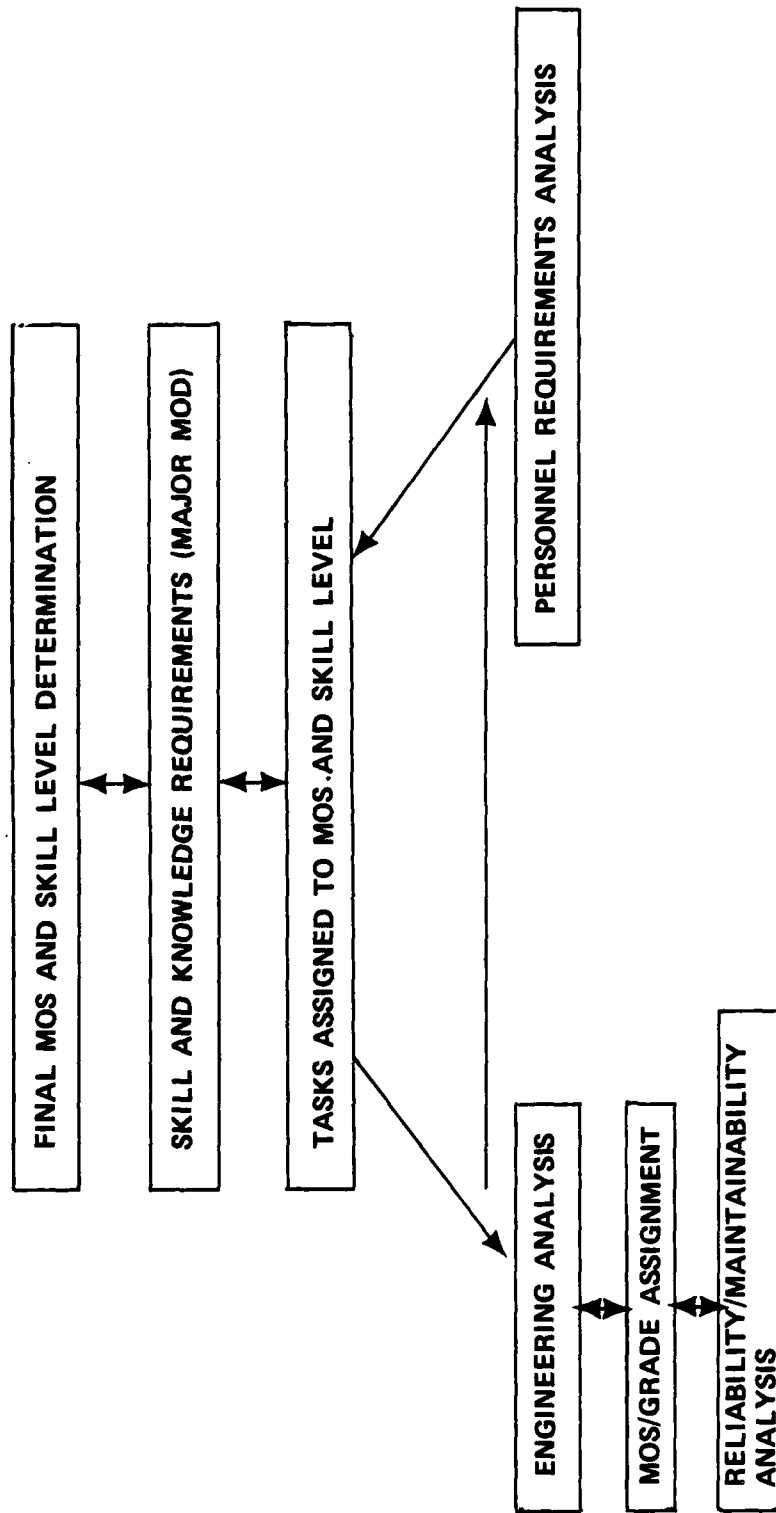 FINAL MOS AND SKILL LEVEL DETERMINATION
SKILL AND KNOWLEDGE REQUIREMENTS (MAJOR MOD)
TASKS ASSIGNED TO MOS.AND SKILL LEVEL
ENGINEERING ANALYSIS
MOS/GRADE ASSIGNMENT
RELIABILITY/MAINTAINABILITY
ANALYSIS
PERSONNEL REQUIREMENTS ANALYSIS